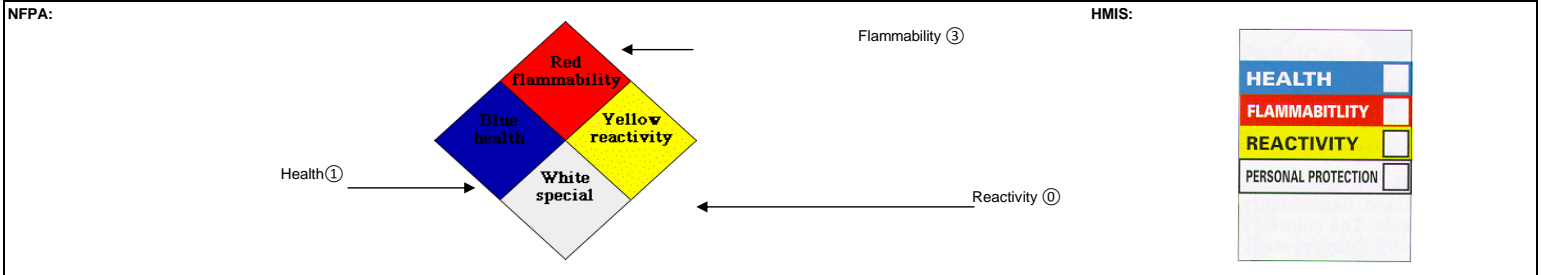 NFPA:
HMIS:
Flammability ③
Red
flammability
Blue
health
Yellow
reactivity
White
special
Health①
Reactivity ⓪
HEALTH
FLAMMABITLITY
REACTIVITY
PERSONAL PROTECTION